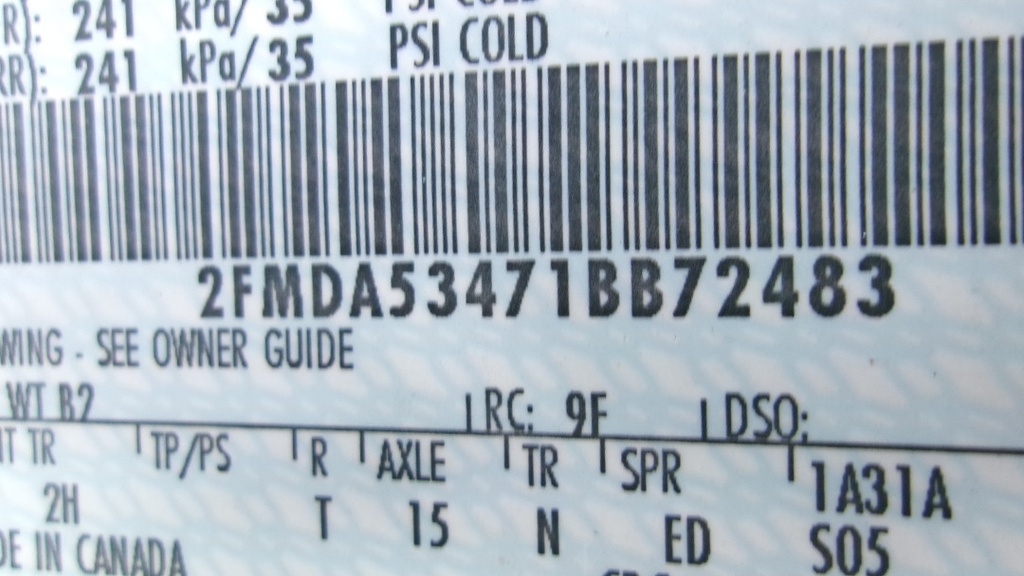 R): 241 kPa/ 35 PSI COLD
RR): 241 kPa/ 35 PSI COLD
2FMDA53471BB72483
WING - SEE OWNER GUIDE
WT B2 RC: 9F DSO:
TR TP/PS R AXLE TR SPR 1A31A
2H T 15 N ED S05
DE IN CANADA